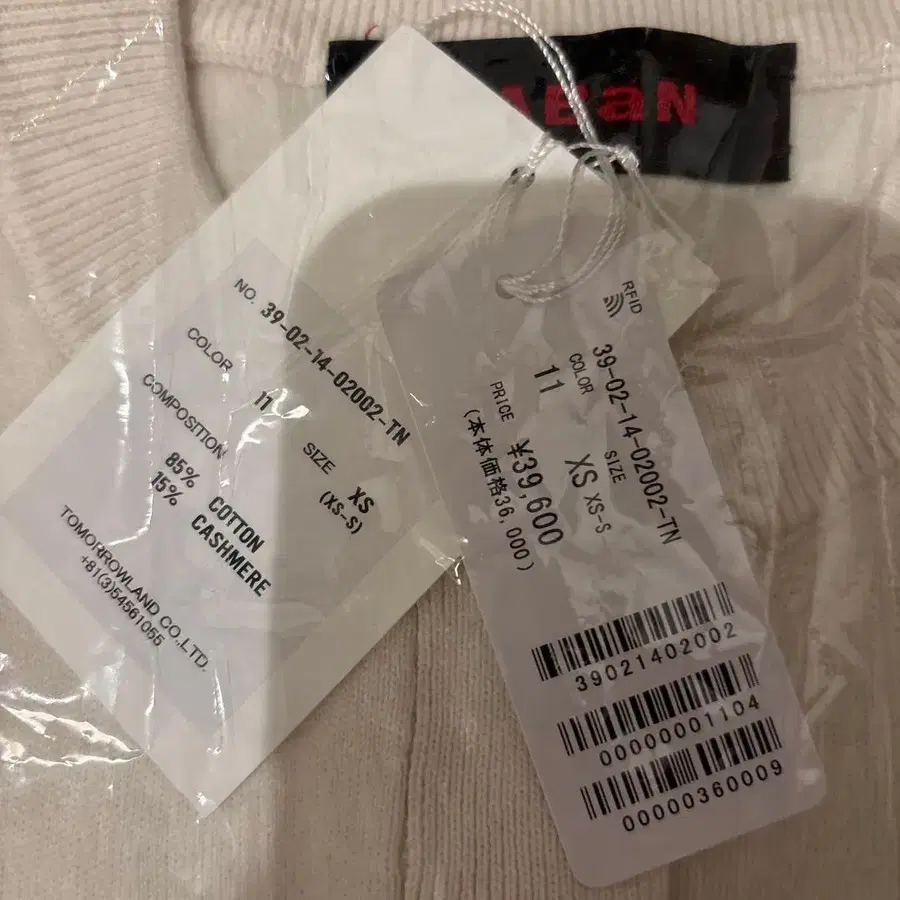 BaN
NO. 39-02-14-02002-TN
COLOR 11 SIZE XS
(XS-S)
COMPOSITION
85% COTTON
15% CASHMERE
TOMORROWLAND CO.,LTD.
+81(3)54561055
RFID
39-02-14-02002-TN
COLOR SIZE
11 XS XS-S
PRICE ¥39,600
(本体価格36,000)
39021402002
00000001104
00000360009